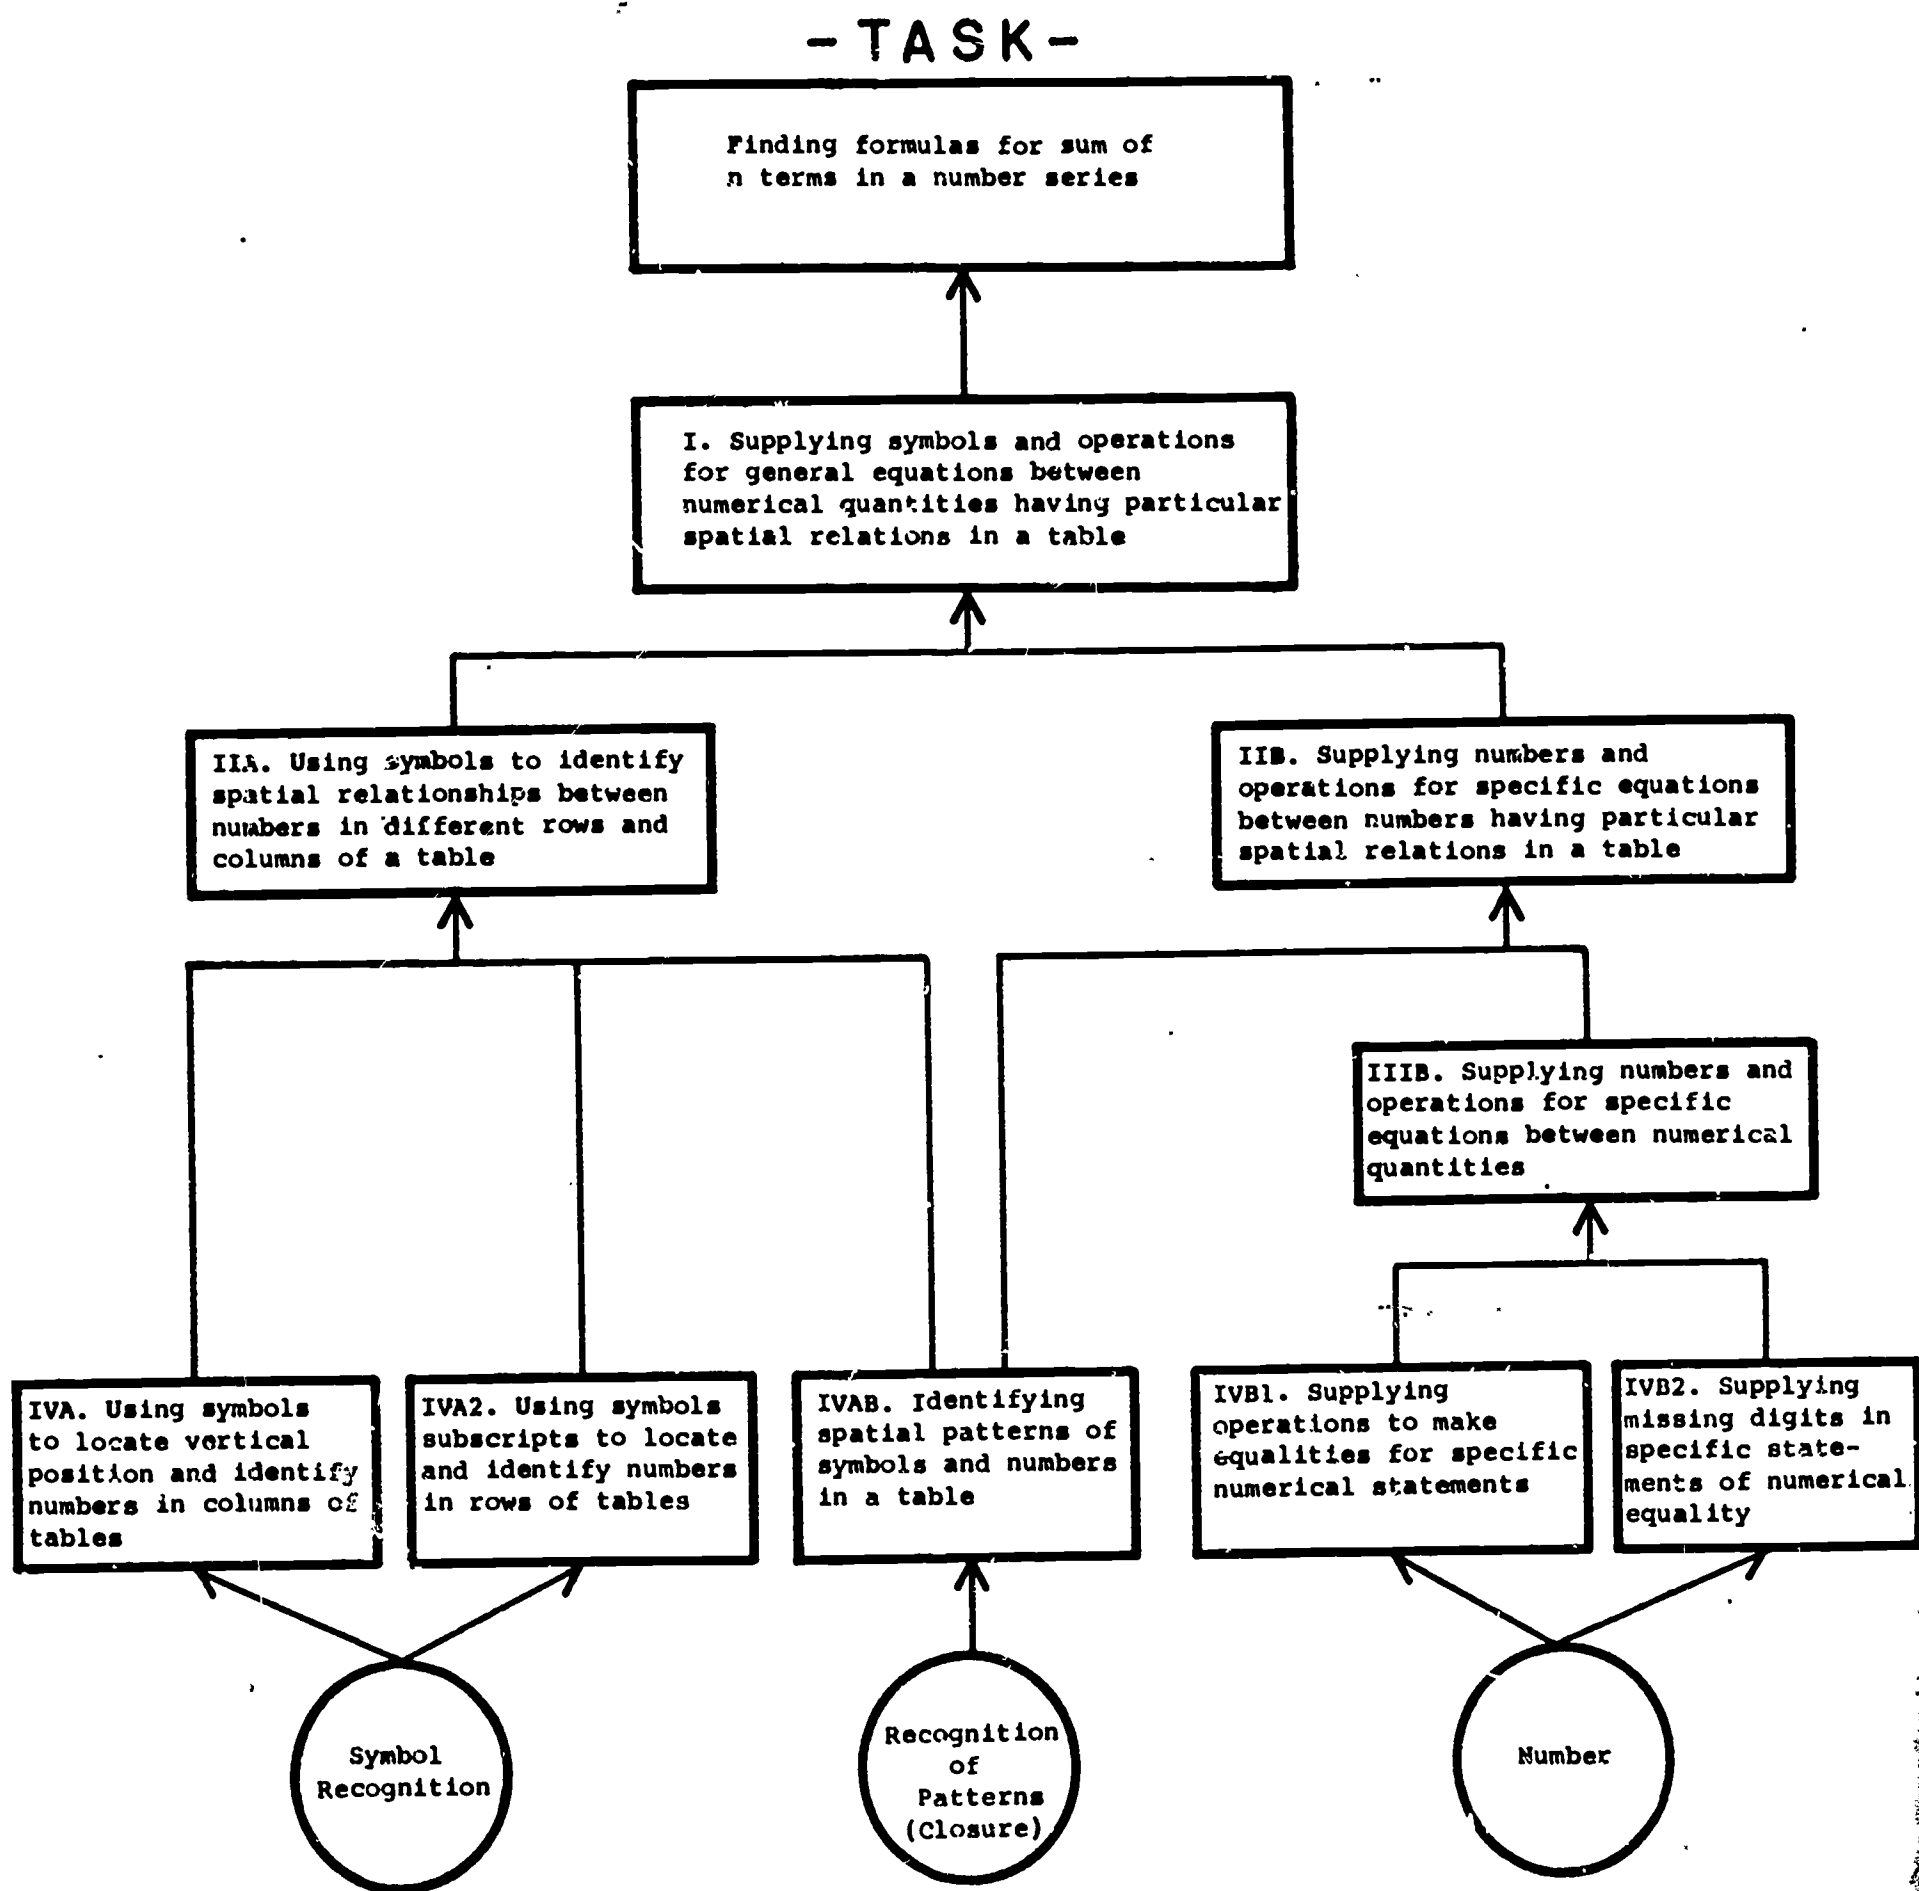 -TASK-
Finding formulas for sum of
n terms in a number series
I. Supplying symbols and operations
for general equations between
numerical quantities having particular
spatial relations in a table
IIA. Using symbols to identify
spatial relationships between
numbers in different rows and
columns of a table
IIB. Supplying numbers and
operations for specific equations
between numbers having particular
spatial relations in a table
IIIB. Supplying numbers and
operations for specific
equations between numerical
quantities
IVA. Using symbols
to locate vertical
position and identify
numbers in columns of
tables
IVA2. Using symbols
subscripts to locate
and identify numbers
in rows of tables
IVAB. Identifying
spatial patterns of
symbols and numbers
in a table
IVB1. Supplying
operations to make
equalities for specific
numerical statements
IVB2. Supplying
missing digits in
specific state-
ments of numerical
equality
Symbol
Recognition
Recognition
of
Patterns
(Closure)
Number